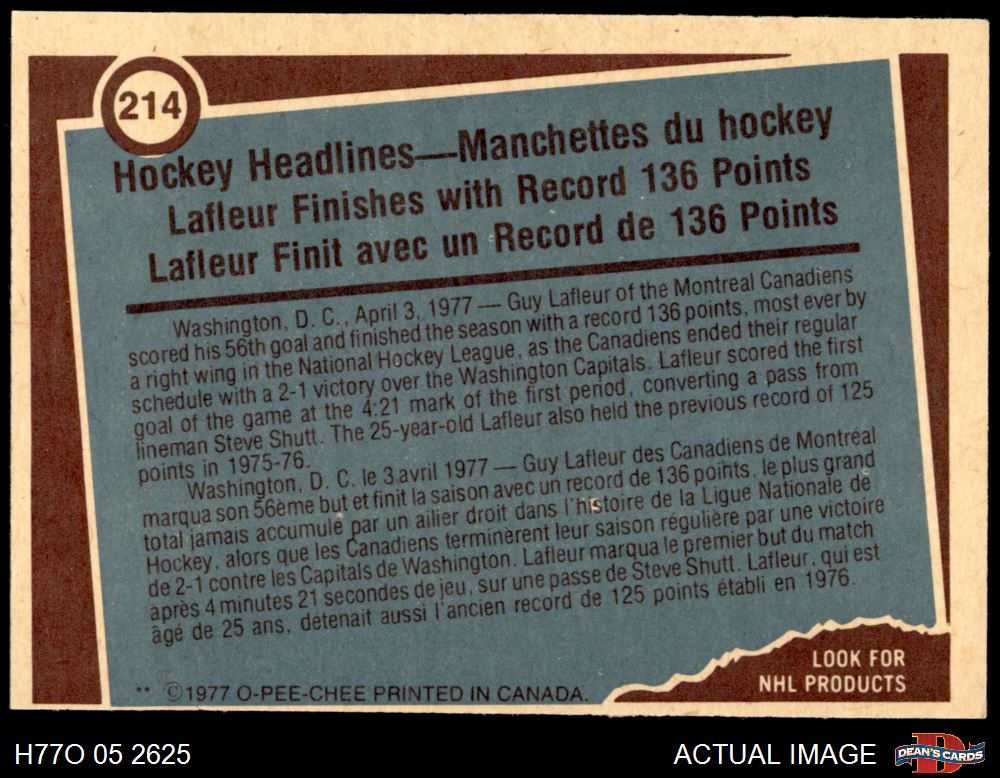 214
Hockey Headlines—Manchettes du hockey
Lafleur Finishes with Record 136 Points
Lafleur Finit avec un Record de 136 Points
Washington, D. C., April 3, 1977 — Guy Lafleur of the Montreal Canadiens
scored his 56th goal and finished the season with a record 136 points, most ever by
a right wing in the National Hockey League, as the Canadiens ended their regular
schedule with a 2-1 victory over the Washington Capitals. Lafleur scored the first
goal of the game at the 4:21 mark of the first period, converting a pass from
lineman Steve Shutt. The 25-year-old Lafleur also held the previous record of 125
points in 1975-76.
Washington, D. C. le 3 avril 1977 — Guy Lafleur des Canadiens de Montréal
marqua son 56ème but et finit la saison avec un record de 136 points, le plus grand
total jamais accumulé par un ailier droit dans l'histoire de la Ligue Nationale de
Hockey, alors que les Canadiens terminèrent leur saison régulière par une victoire
de 2-1 contre les Capitals de Washington. Lafleur marqua le premier but du match
après 4 minutes 21 secondes de jeu, sur une passe de Steve Shutt. Lafleur, qui est
âgé de 25 ans, détenait aussi l'ancien record de 125 points établi en 1976.
** ©1977 O-PEE-CHEE PRINTED IN CANADA.
LOOK FOR
NHL PRODUCTS
H77O 05 2625
ACTUAL IMAGE
D
DEAN'S CARDS